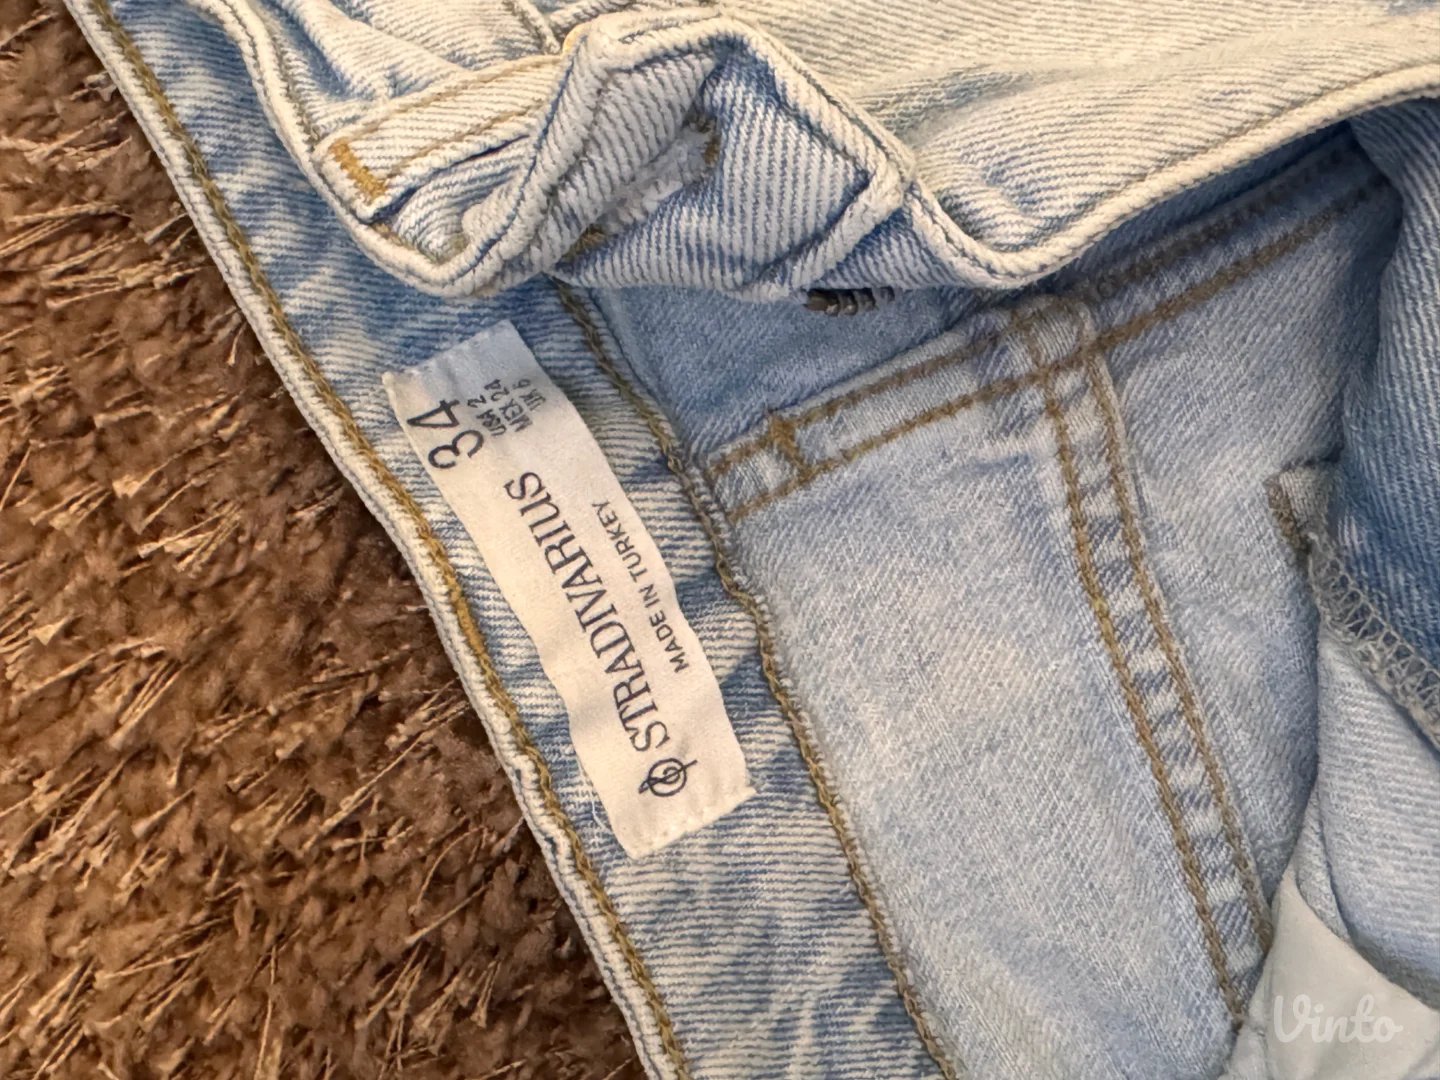 34
USA 2
MEX 24
UK 6
STRADIVARIUS
MADE IN TURKEY
Vinto